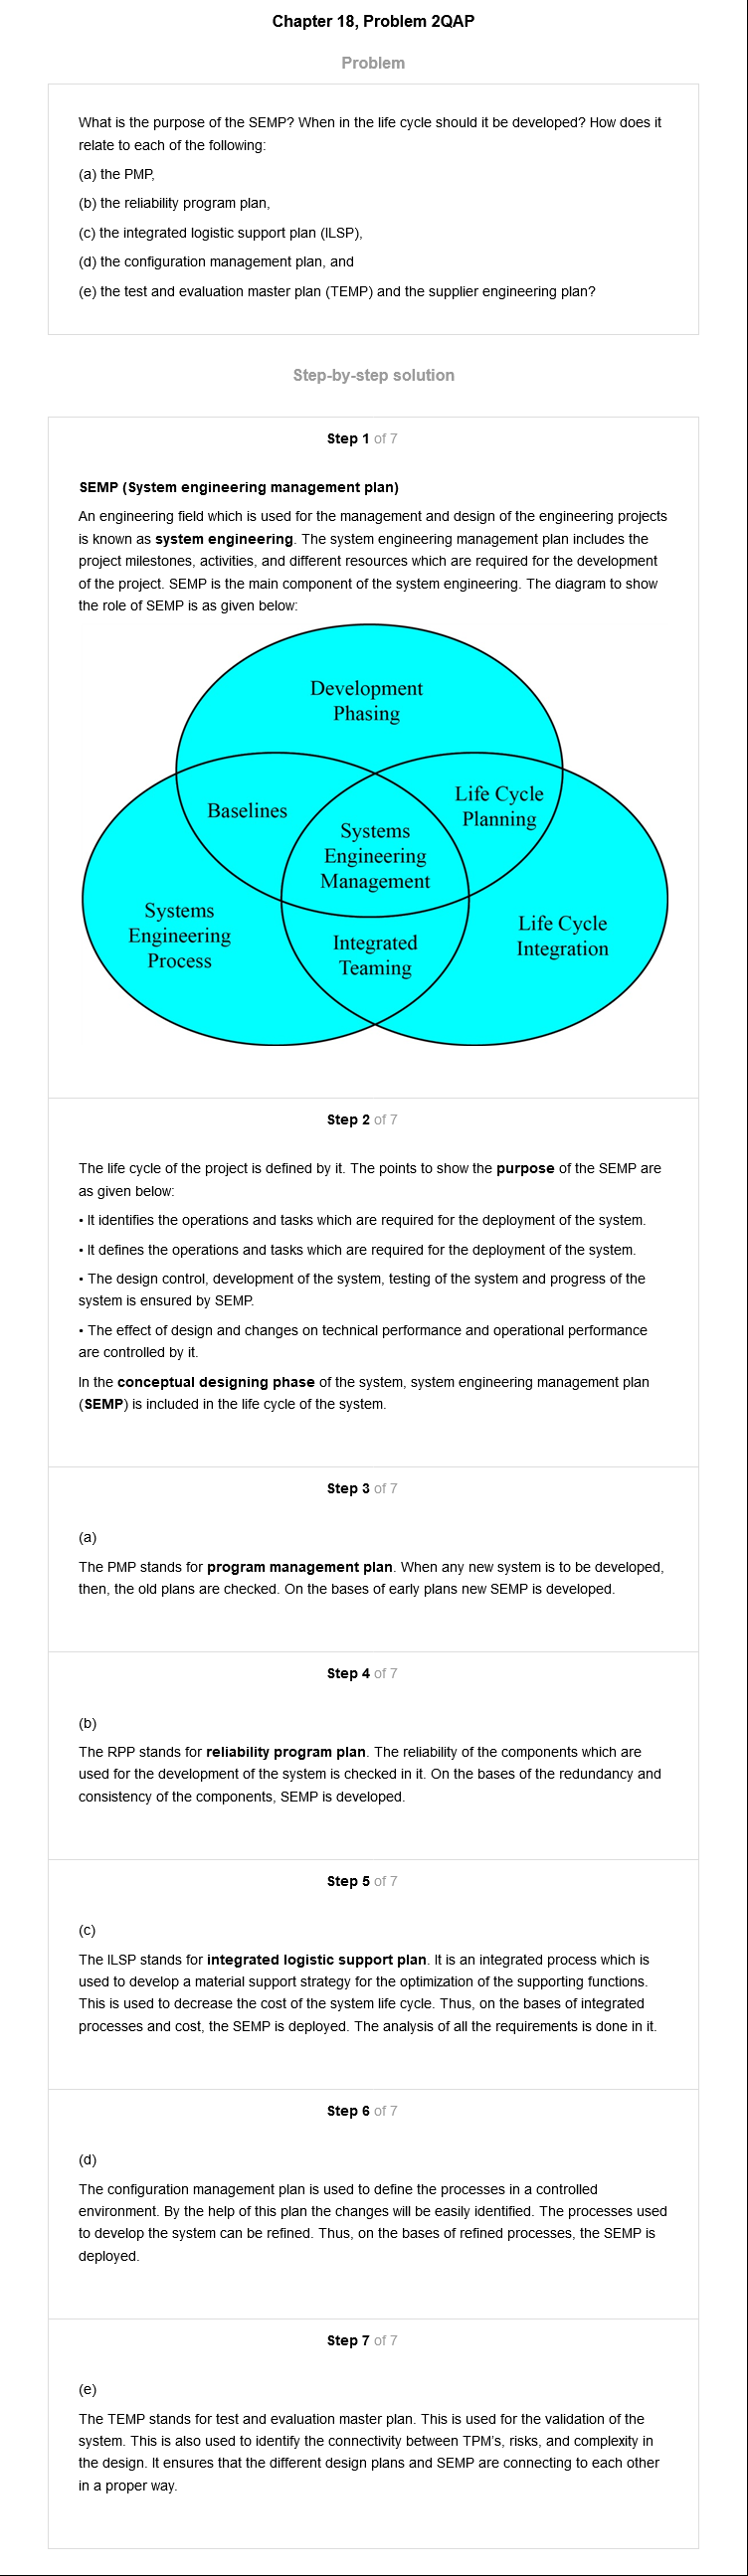 Chapter 18, Problem 2QAP
Problem
What is the purpose of the SEMP? When in the life cycle should it be developed? How does it
relate to each of the following:
(a) the PMP,
(b) the reliability program plan,
(c) the integrated logistic support plan (ILSP),
(d) the configuration management plan, and
(e) the test and evaluation master plan (TEMP) and the supplier engineering plan?
Step-by-step solution
Step 1 of 7
SEMP (System engineering management plan)
An engineering field which is used for the management and design of the engineering projects
is known as system engineering. The system engineering management plan includes the
project milestones, activities, and different resources which are required for the development
of the project. SEMP is the main component of the system engineering. The diagram to show
the role of SEMP is as given below:
Development
Phasing
Baselines
Life Cycle
Planning
Systems
Engineering
Management
Systems
Engineering
Process
Integrated
Teaming
Life Cycle
Integration
Step 2 of 7
The life cycle of the project is defined by it. The points to show the purpose of the SEMP are
as given below:
• It identifies the operations and tasks which are required for the deployment of the system.
• It defines the operations and tasks which are required for the deployment of the system.
• The design control, development of the system, testing of the system and progress of the
system is ensured by SEMP.
• The effect of design and changes on technical performance and operational performance
are controlled by it.
In the conceptual designing phase of the system, system engineering management plan
(SEMP) is included in the life cycle of the system.
Step 3 of 7
(a)
The PMP stands for program management plan. When any new system is to be developed,
then, the old plans are checked. On the bases of early plans new SEMP is developed.
Step 4 of 7
(b)
The RPP stands for reliability program plan. The reliability of the components which are
used for the development of the system is checked in it. On the bases of the redundancy and
consistency of the components, SEMP is developed.
Step 5 of 7
(c)
The ILSP stands for integrated logistic support plan. It is an integrated process which is
used to develop a material support strategy for the optimization of the supporting functions.
This is used to decrease the cost of the system life cycle. Thus, on the bases of integrated
processes and cost, the SEMP is deployed. The analysis of all the requirements is done in it.
Step 6 of 7
(d)
The configuration management plan is used to define the processes in a controlled
environment. By the help of this plan the changes will be easily identified. The processes used
to develop the system can be refined. Thus, on the bases of refined processes, the SEMP is
deployed.
Step 7 of 7
(e)
The TEMP stands for test and evaluation master plan. This is used for the validation of the
system. This is also used to identify the connectivity between TPM's, risks, and complexity in
the design. It ensures that the different design plans and SEMP are connecting to each other
in a proper way.